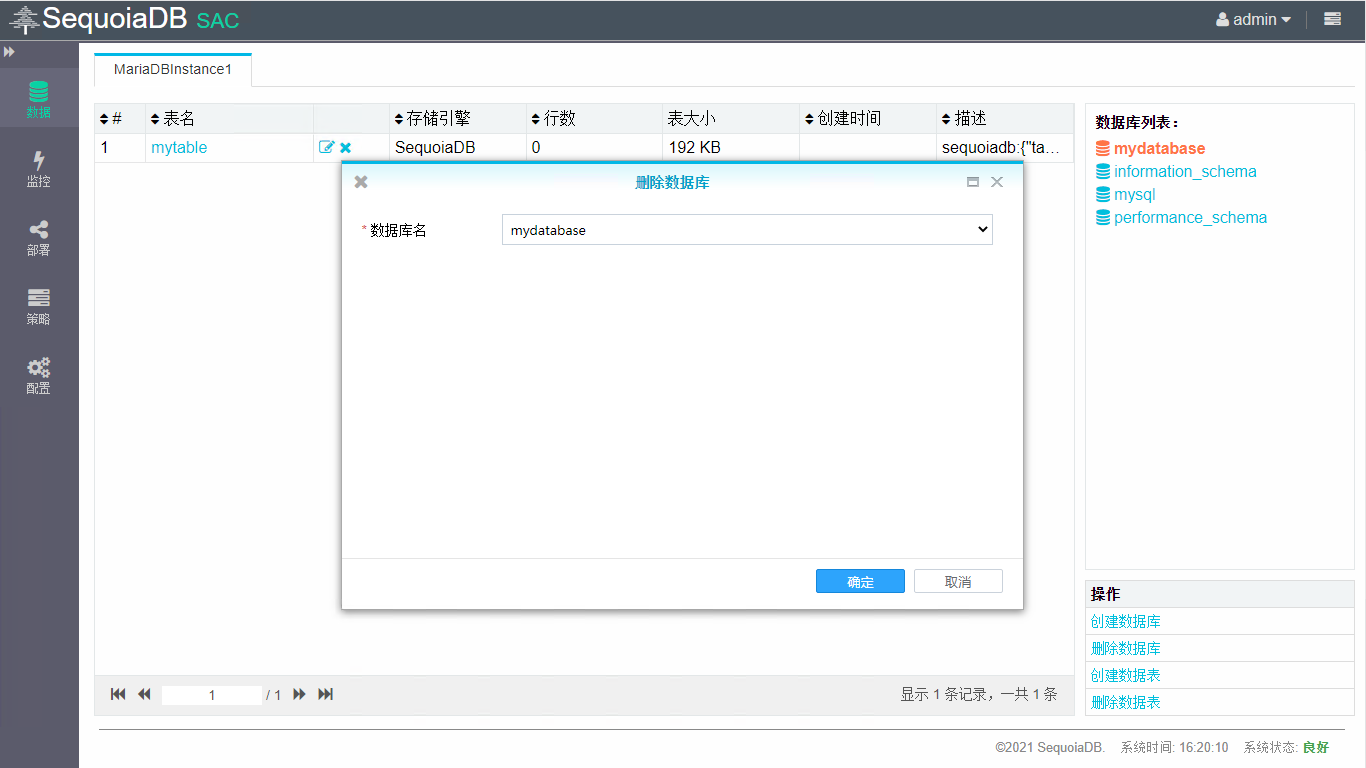 SequoiaDB SAC
admin
MariaDBInstance1
数据
监控
部署
策略
配置
# 表名 存储引擎 行数 表大小 创建时间 描述
1 mytable SequoiaDB 0 192 KB sequoiadb:{"ta…
删除数据库
* 数据库名 mydatabase
确定 取消
1 / 1 显示 1 条记录，一共 1 条
数据库列表：
mydatabase
information_schema
mysql
performance_schema
操作
创建数据库
删除数据库
创建数据表
删除数据表
©2021 SequoiaDB. 系统时间: 16:20:10 系统状态: 良好